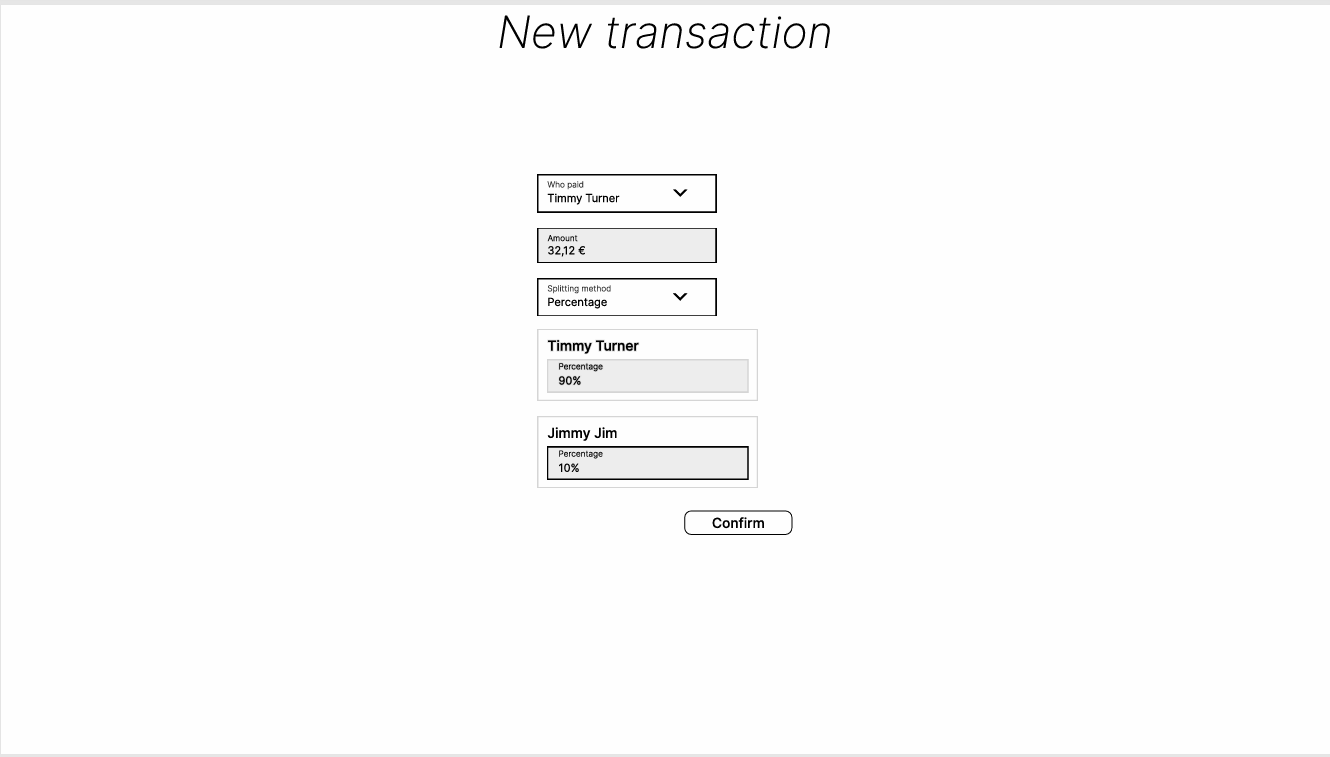 New transaction
Who paid
Timmy Turner
Amount
32,12 €
Splitting method
Percentage
Timmy Turner
Percentage
90%
Jimmy Jim
Percentage
10%
Confirm